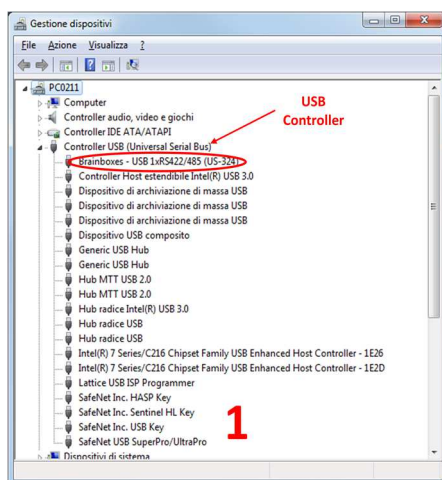 Gestione dispositivi
File Azione Visualizza ?
PC0211
Computer
Controller audio, video e giochi
Controller IDE ATA/ATAPI
Controller USB (Universal Serial Bus)
Brainboxes - USB 1xRS422/485 (US-324)
Controller Host estendibile Intel(R) USB 3.0
Dispositivo di archiviazione di massa USB
Dispositivo di archiviazione di massa USB
Dispositivo di archiviazione di massa USB
Dispositivo USB composito
Generic USB Hub
Generic USB Hub
Hub MTT USB 2.0
Hub MTT USB 2.0
Hub radice Intel(R) USB 3.0
Hub radice USB
Hub radice USB
Intel(R) 7 Series/C216 Chipset Family USB Enhanced Host Controller - 1E26
Intel(R) 7 Series/C216 Chipset Family USB Enhanced Host Controller - 1E2D
Lattice USB ISP Programmer
SafeNet Inc. HASP Key
SafeNet Inc. Sentinel HL Key
SafeNet Inc. USB Key
SafeNet USB SuperPro/UltraPro
Dispositivi di sistema
USB
Controller
1